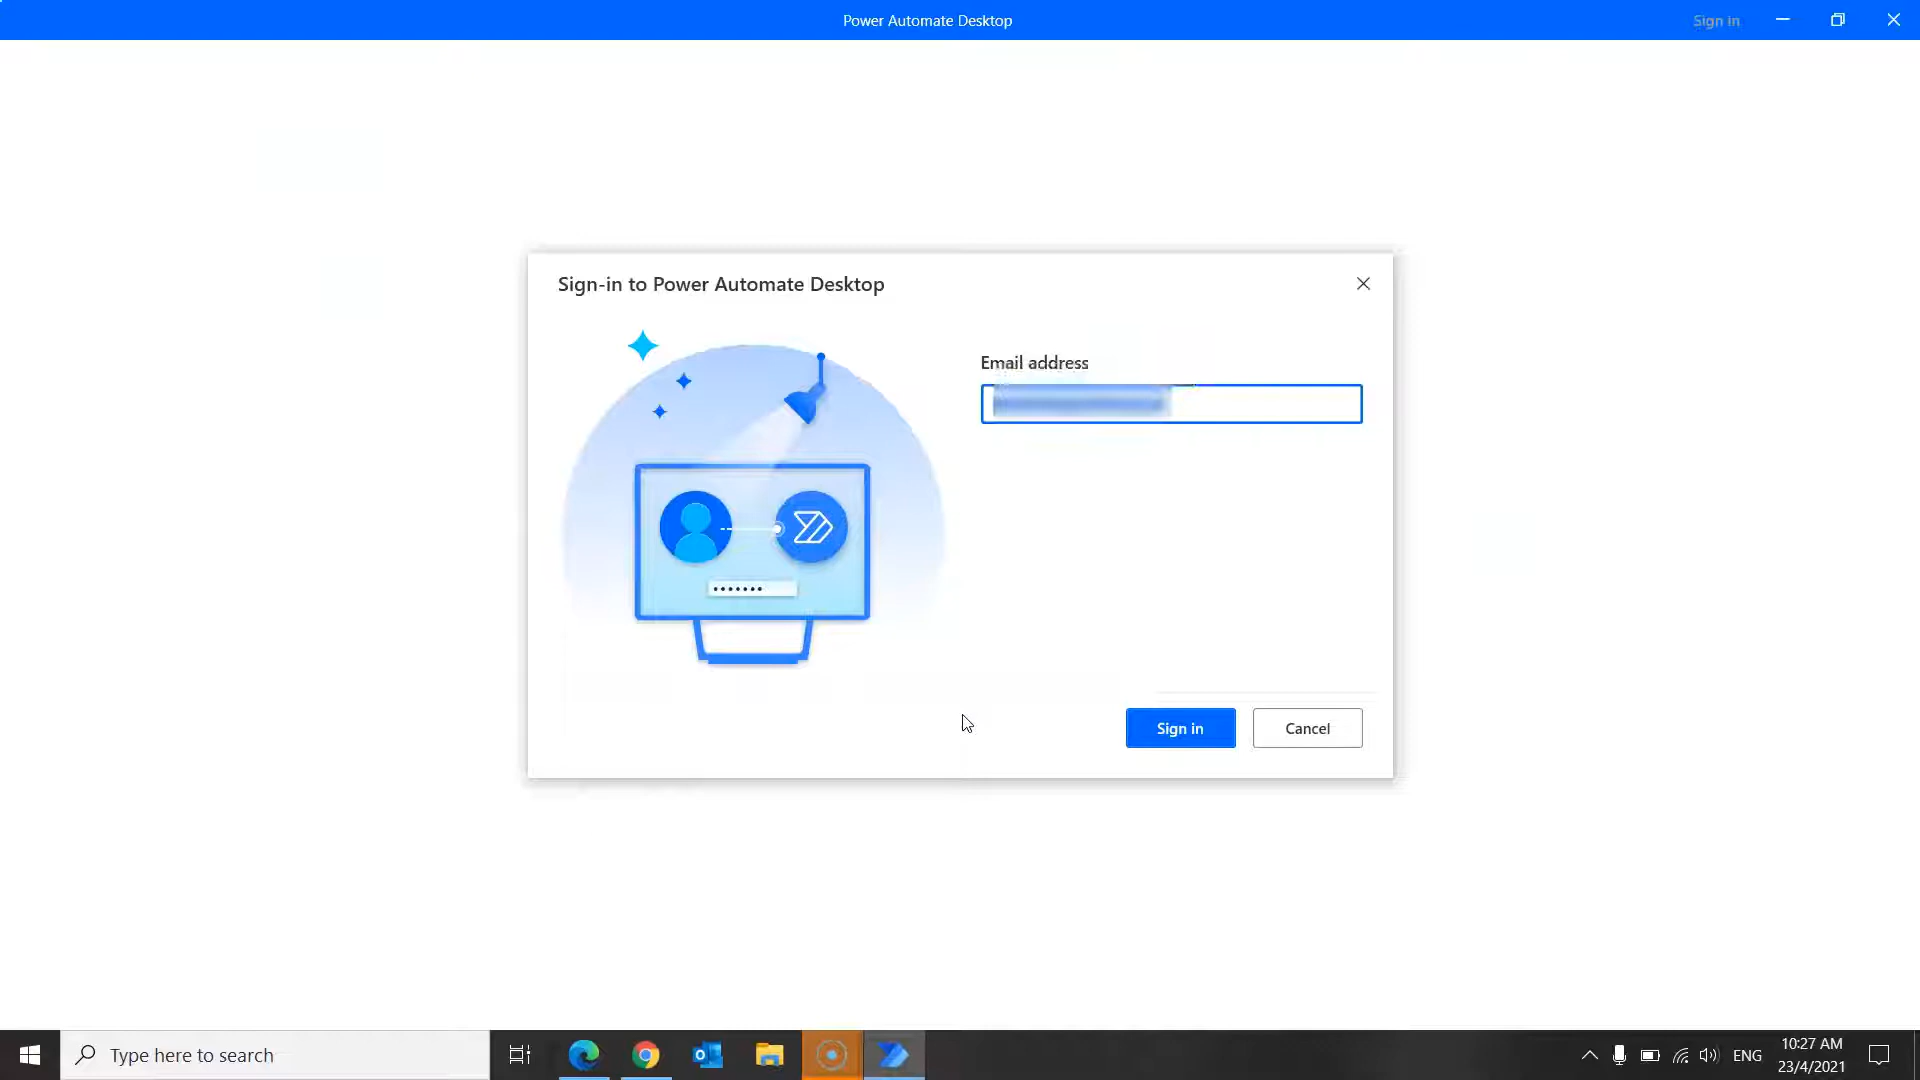 Power Automate Desktop
Sign in
Sign-in to Power Automate Desktop
Email address
Sign in
Cancel
Type here to search
ENG
10:27 AM
23/4/2021